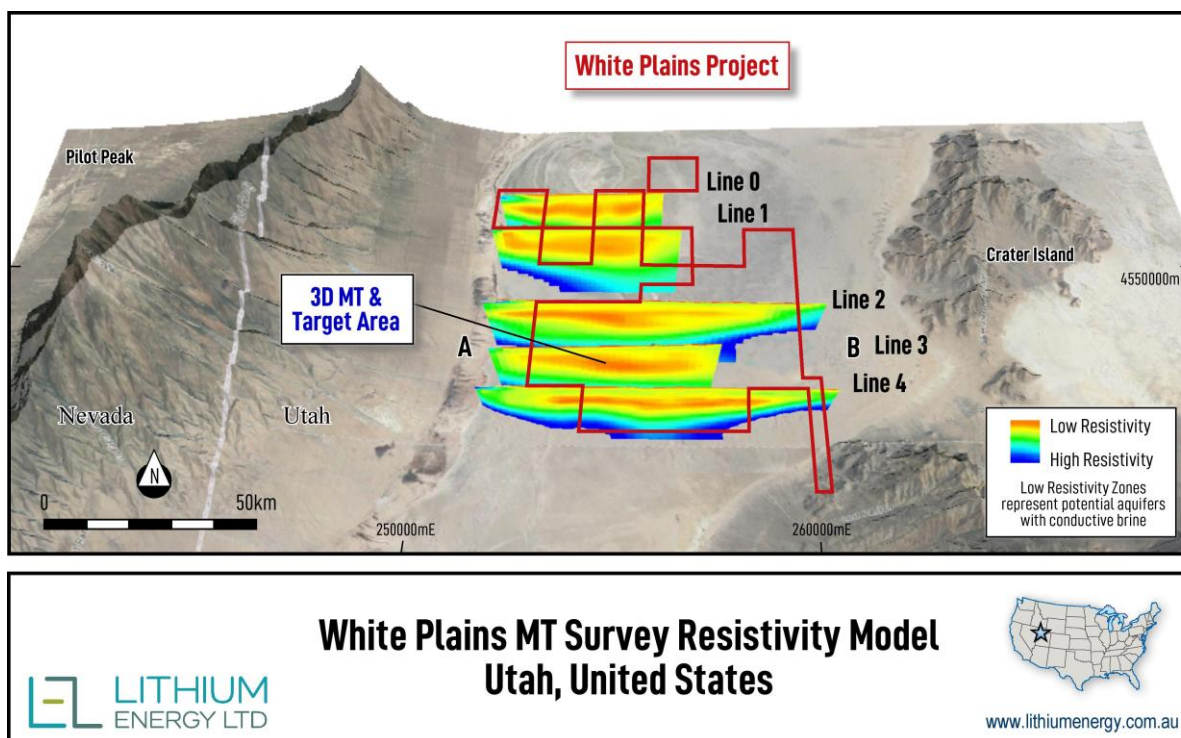 White Plains Project
Pilot Peak
Line 0
Line 1
Crater Island
4550000m
3D MT &
Target Area
Line 2
A
B
Line 3
Line 4
Nevada
Utah
N
0
50km
250000mE
260000mE
Low Resistivity
High Resistivity
Low Resistivity Zones
represent potential aquifers
with conductive brine
White Plains MT Survey Resistivity Model
Utah, United States
LEL
LITHIUM
ENERGY LTD
www.lithiumenergy.com.au